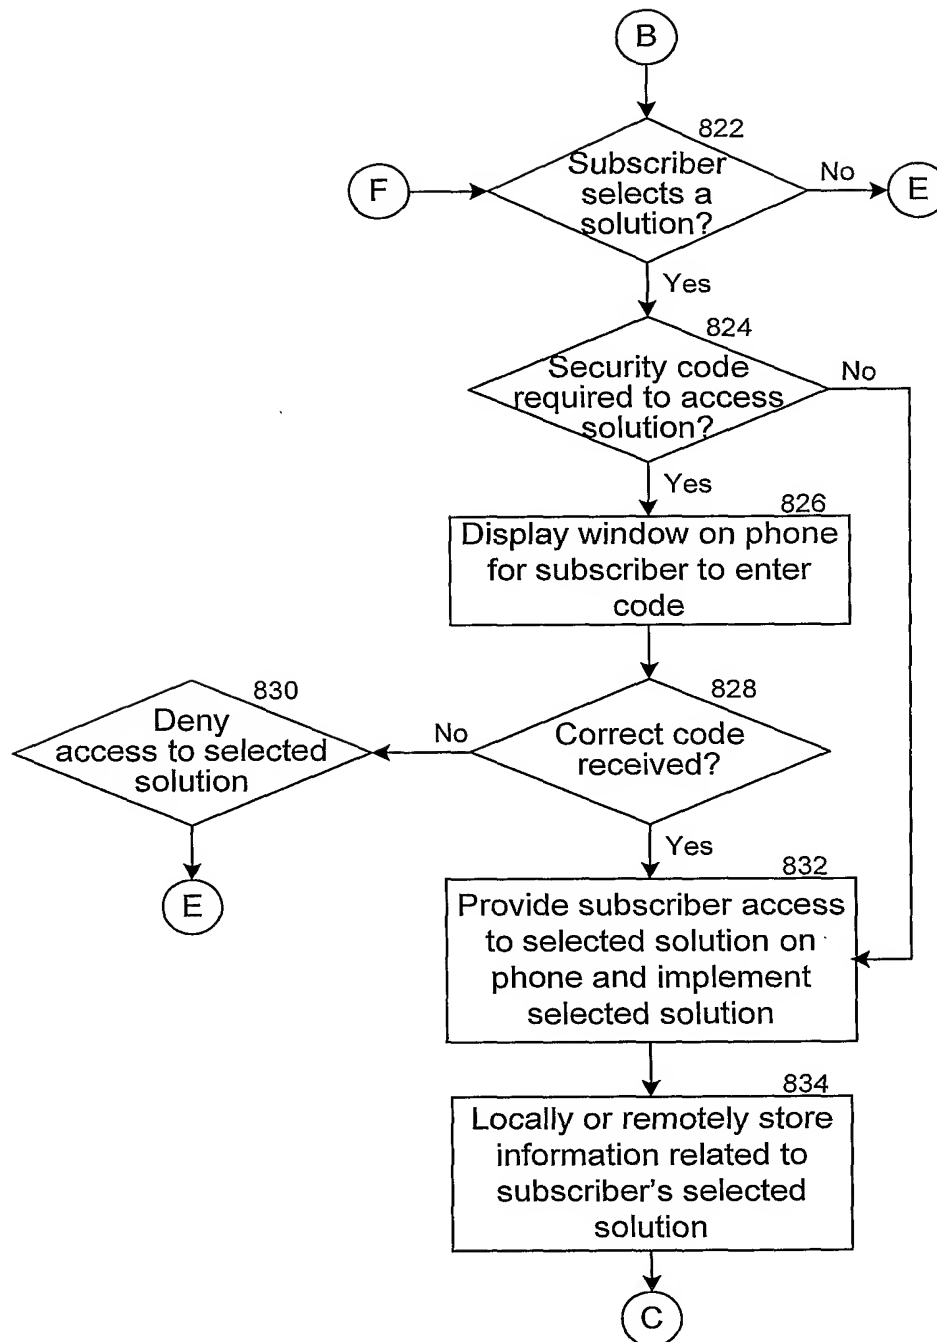 B
822
Subscriber
selects a
solution?
No
E
F
Yes
824
Security code
required to access
solution?
No
Yes
826
Display window on phone
for subscriber to enter
code
828
Correct code
received?
No
830
Deny
access to selected
solution
E
Yes
832
Provide subscriber access
to selected solution on
phone and implement
selected solution
834
Locally or remotely store
information related to
subscriber's selected
solution
C